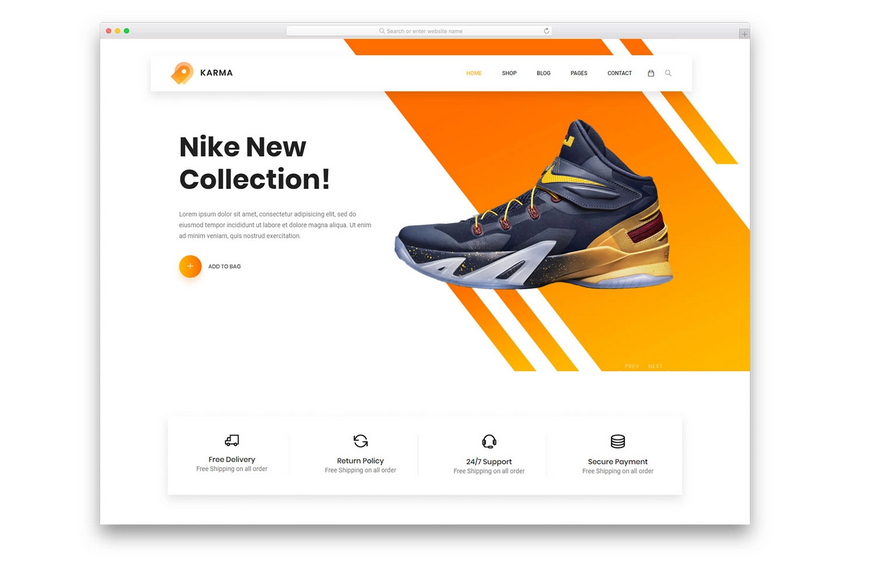 Search or enter website name
KARMA
HOME SHOP BLOG PAGES CONTACT
Nike New
Collection!
Lorem ipsum dolor sit amet, consectetur adipisicing elit, sed do
eiusmod tempor incididunt ut labore et dolore magna aliqua. Ut enim
ad minim veniam, quis nostrud exercitation.
ADD TO BAG
PREV NEXT
Free Delivery
Free Shipping on all order
Return Policy
Free Shipping on all order
24/7 Support
Free Shipping on all order
Secure Payment
Free Shipping on all order